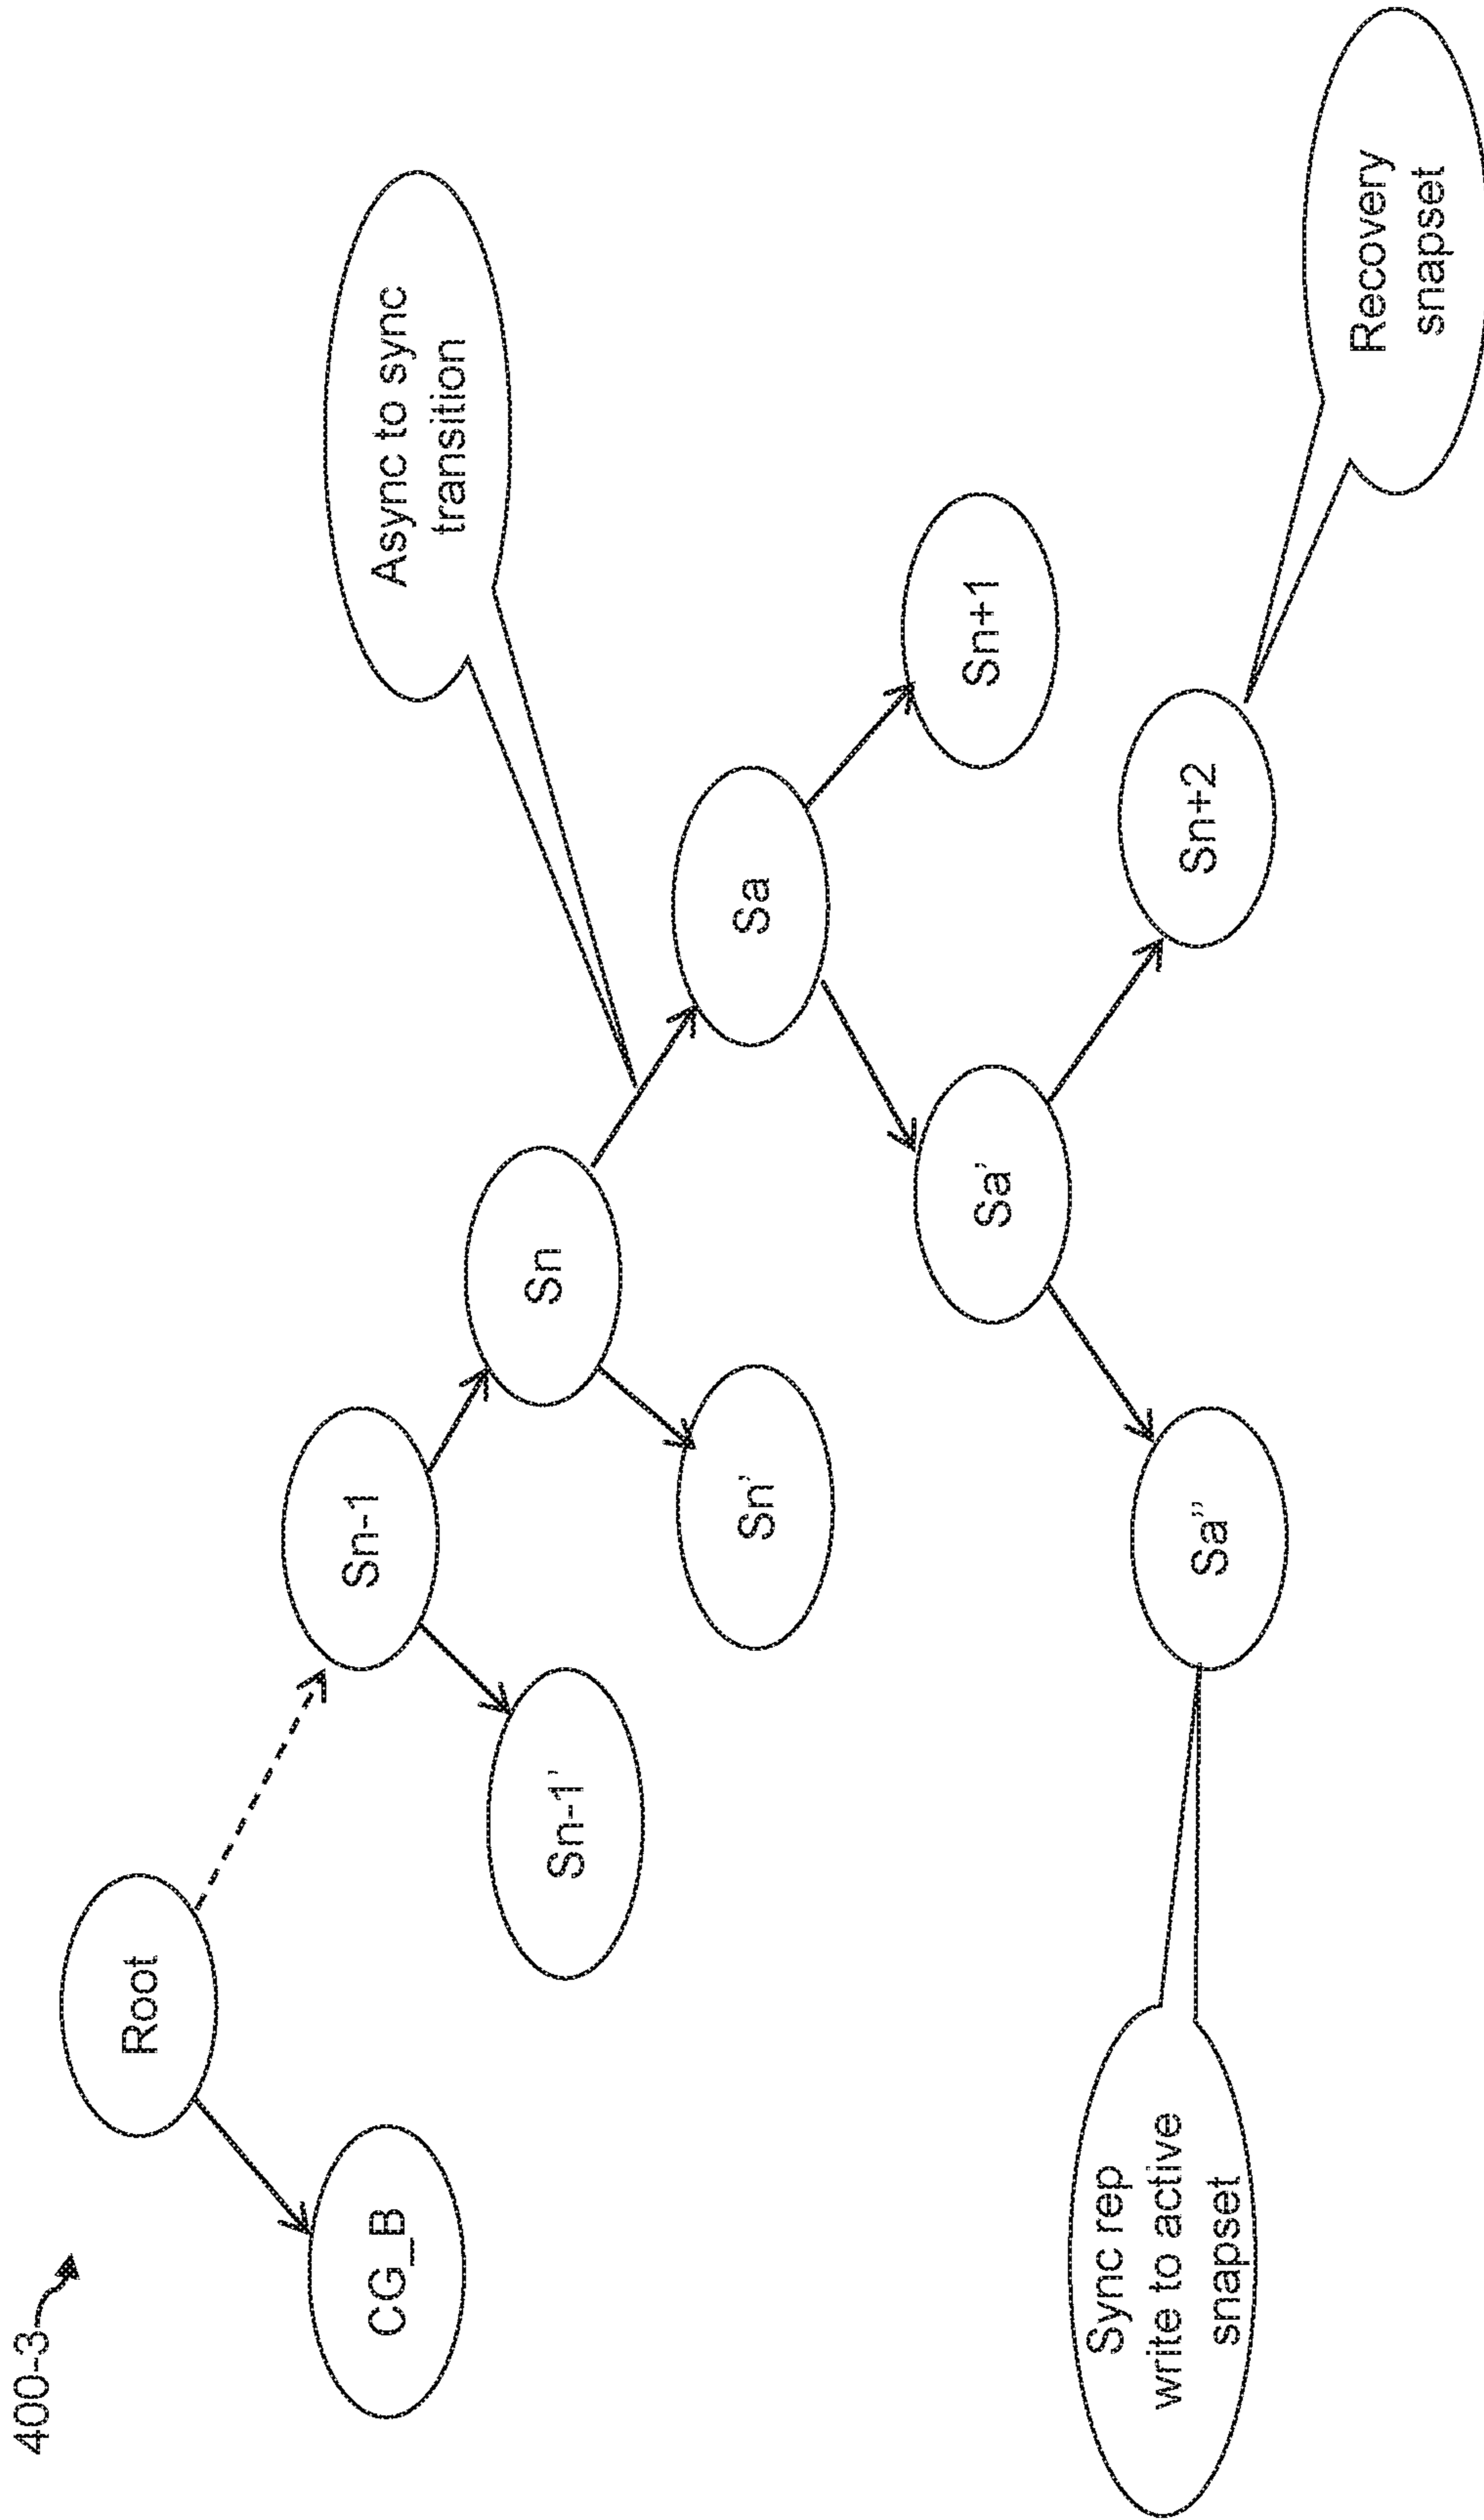 400-3
Root
CG_B
Sn-1
Sn-1'
Sn
Sn'
Async to sync
transition
Sa
Sn+1
Sa'
Sn+2
Sa"
Sync rep
write to active
snapset
Recovery
snapset